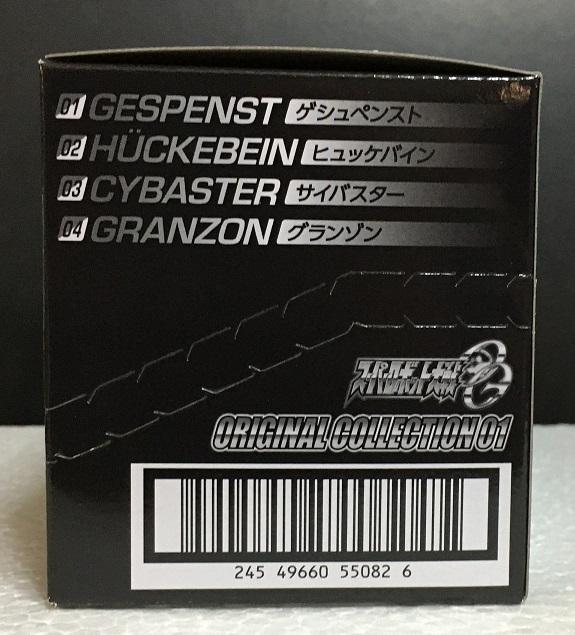 01 GESPENST ゲシュペンスト
02 HÜCKEBEIN ヒュッケバイン
03 CYBASTER サイバスター
04 GRANZON グランゾン
スーパーロボット大戦 OG
ORIGINAL COLLECTION 01
245 49660 55082 6